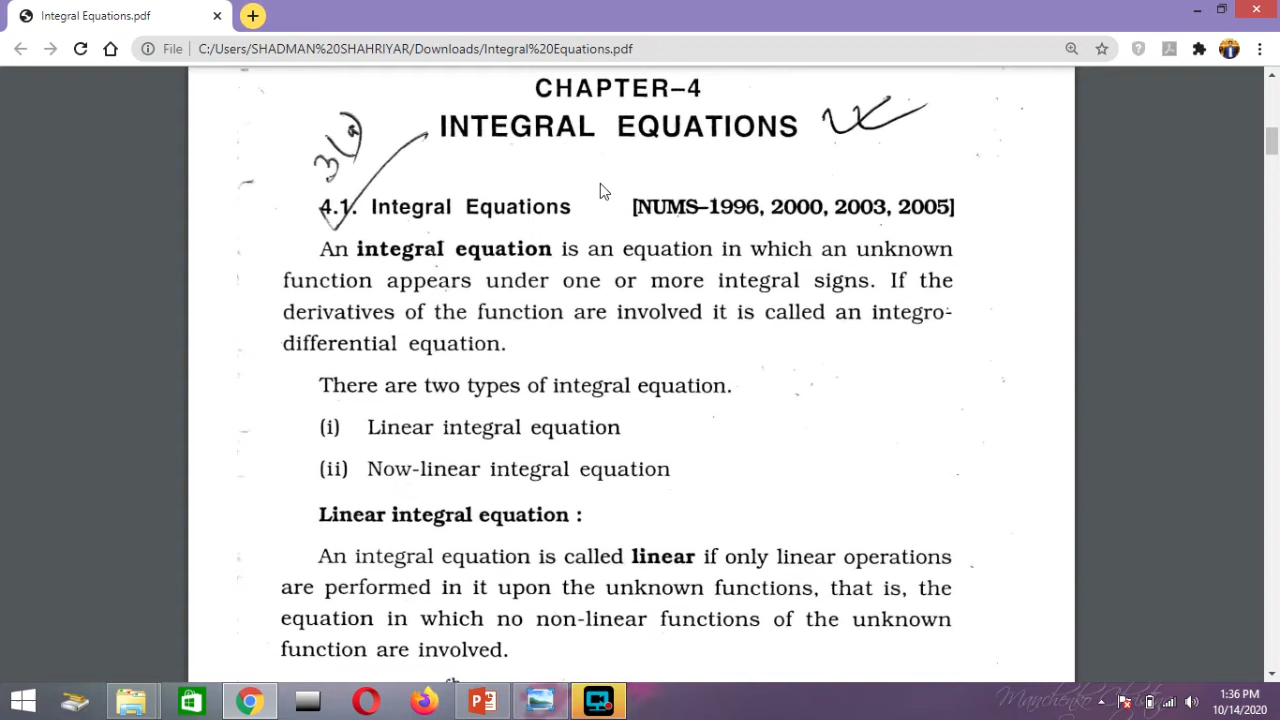 Integral Equations.pdf
File C:/Users/SHADMAN%20SHAHRIYAR/Downloads/Integral%20Equations.pdf
CHAPTER–4
INTEGRAL EQUATIONS
3(a)
4.1. Integral Equations [NUMS–1996, 2000, 2003, 2005]
An integral equation is an equation in which an unknown
function appears under one or more integral signs. If the
derivatives of the function are involved it is called an integro-
differential equation.
There are two types of integral equation.
(i) Linear integral equation
(ii) Now-linear integral equation
Linear integral equation :
An integral equation is called linear if only linear operations
are performed in it upon the unknown functions, that is, the
equation in which no non-linear functions of the unknown
function are involved.
1:36 PM
10/14/2020